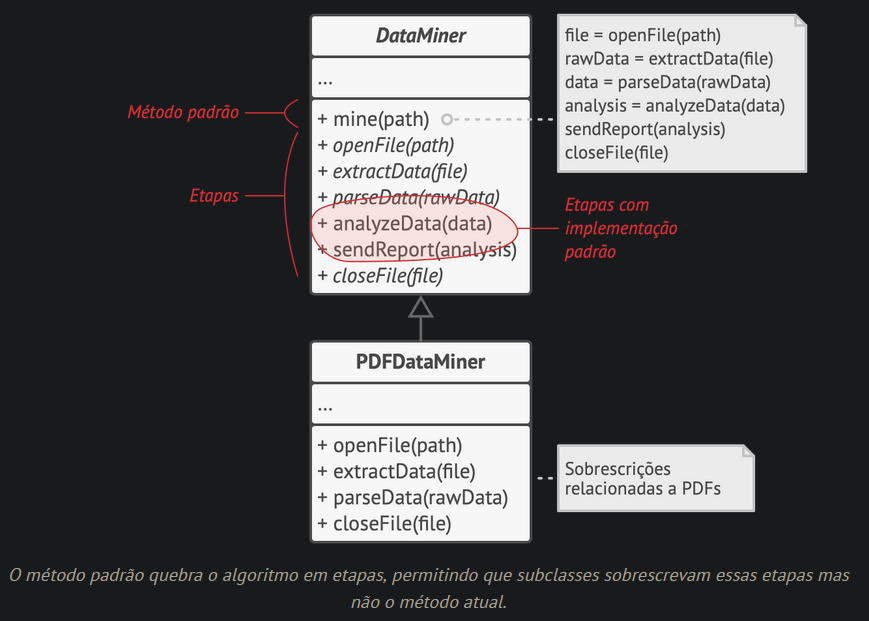 DataMiner
...
+ mine(path)
+ openFile(path)
+ extractData(file)
+ parseData(rawData)
+ analyzeData(data)
+ sendReport(analysis)
+ closeFile(file)
file = openFile(path)
rawData = extractData(file)
data = parseData(rawData)
analysis = analyzeData(data)
sendReport(analysis)
closeFile(file)
Método padrão
Etapas
Etapas com
implementação
padrão
PDFDataMiner
...
+ openFile(path)
+ extractData(file)
+ parseData(rawData)
+ closeFile(file)
Sobrescrições
relacionadas a PDFs
O método padrão quebra o algoritmo em etapas, permitindo que subclasses sobrescrevam essas etapas mas
não o método atual.